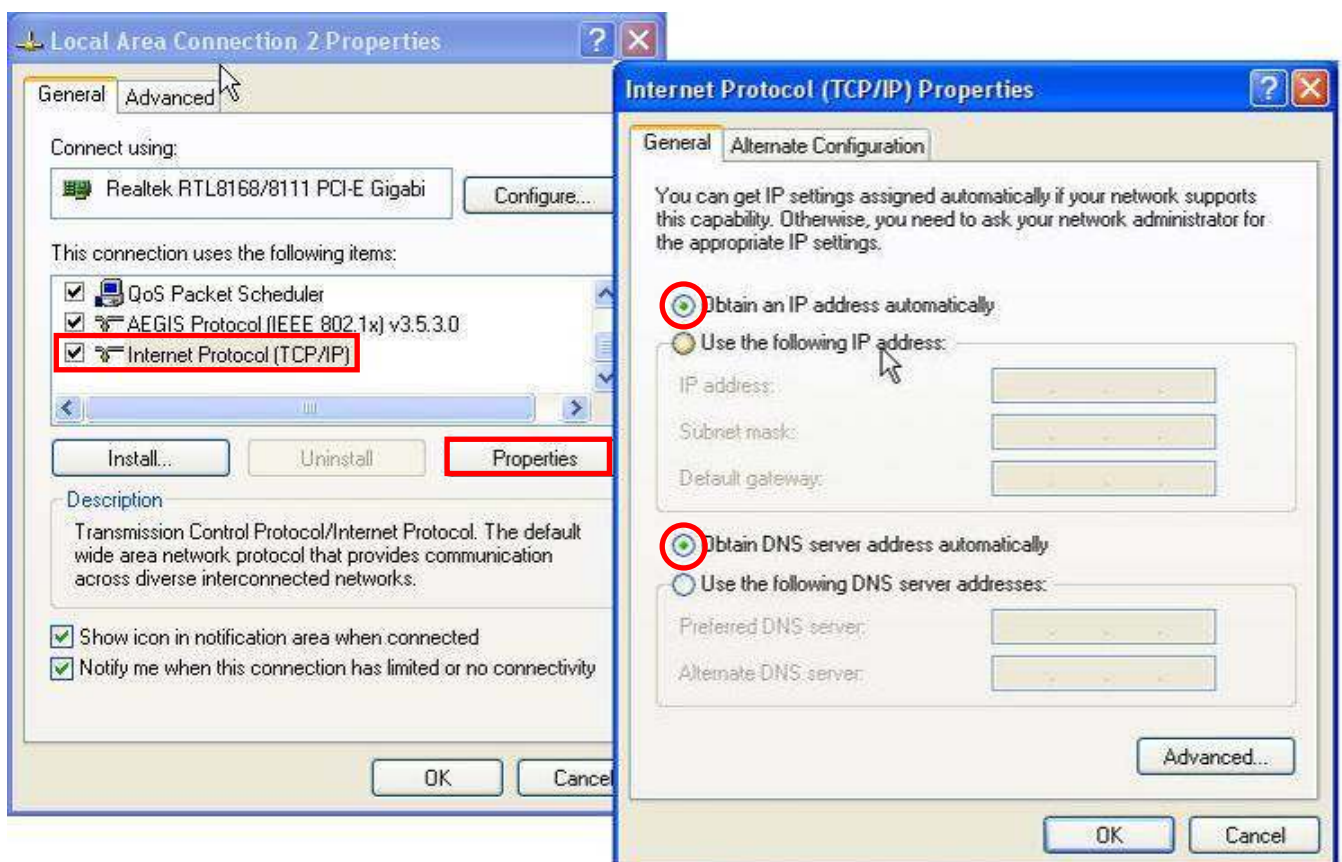 Local Area Connection 2 Properties
General Advanced
Connect using:
Realtek RTL8168/8111 PCI-E Gigabi Configure...
This connection uses the following items:
QoS Packet Scheduler
AEGIS Protocol (IEEE 802.1x) v3.5.3.0
Internet Protocol (TCP/IP)
Install... Uninstall Properties
Description
Transmission Control Protocol/Internet Protocol. The default
wide area network protocol that provides communication
across diverse interconnected networks.
Show icon in notification area when connected
Notify me when this connection has limited or no connectivity
OK Cancel
Internet Protocol (TCP/IP) Properties
General Alternate Configuration
You can get IP settings assigned automatically if your network supports
this capability. Otherwise, you need to ask your network administrator for
the appropriate IP settings.
Obtain an IP address automatically
Use the following IP address:
IP address:
Subnet mask:
Default gateway:
Obtain DNS server address automatically
Use the following DNS server addresses:
Preferred DNS server:
Alternate DNS server:
Advanced...
OK Cancel